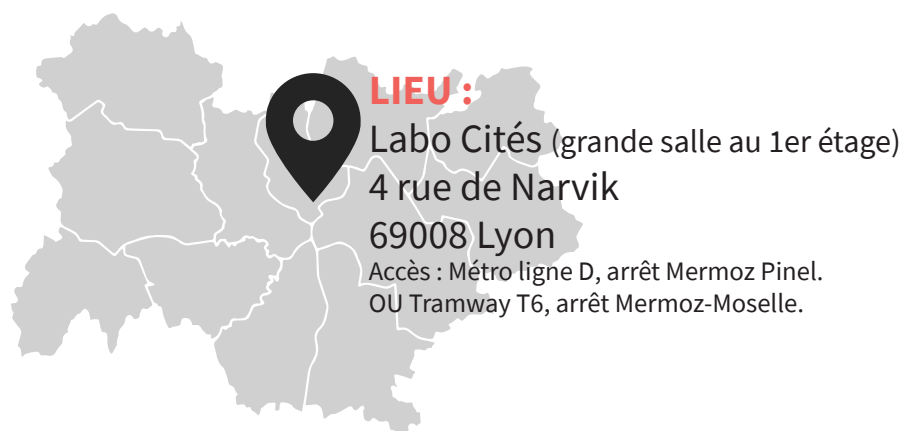 LIEU :
Labo Cités (grande salle au 1er étage)
4 rue de Narvik
69008 Lyon
Accès : Métro ligne D, arrêt Mermoz Pinel.
OU Tramway T6, arrêt Mermoz-Moselle.